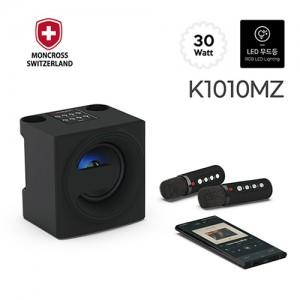 MONCROSS
SWITZERLAND
30
Watt
LED 무드등
RGB LED Lighting
K1010MZ